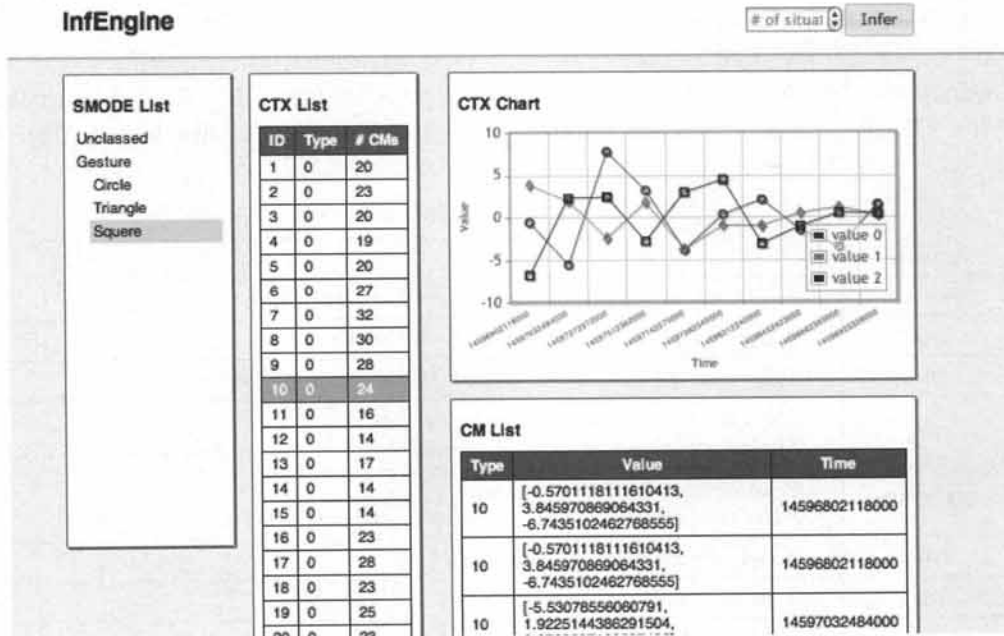 InfEngine
# of situat
Infer
SMODE List
Unclassed
Gesture
Circle
Triangle
Squere
CTX List
ID Type # CMs
1 0 20
2 0 23
3 0 20
4 0 19
5 0 20
6 0 27
7 0 32
8 0 30
9 0 28
10 0 24
11 0 16
12 0 14
13 0 17
14 0 14
15 0 14
16 0 23
17 0 28
18 0 23
19 0 25
CTX Chart
10
5
0
-5
-10
Value
value 0
value 1
value 2
Time
CM List
Type Value Time
10
[-0.5701118111610413,
3.845970869064331,
-6.7435102462768555]
14596802118000
10
[-0.5701118111610413,
3.845970869064331,
-6.7435102462768555]
14596802118000
10
[-5.53078556060791,
1.9225144386291504,
14597032484000